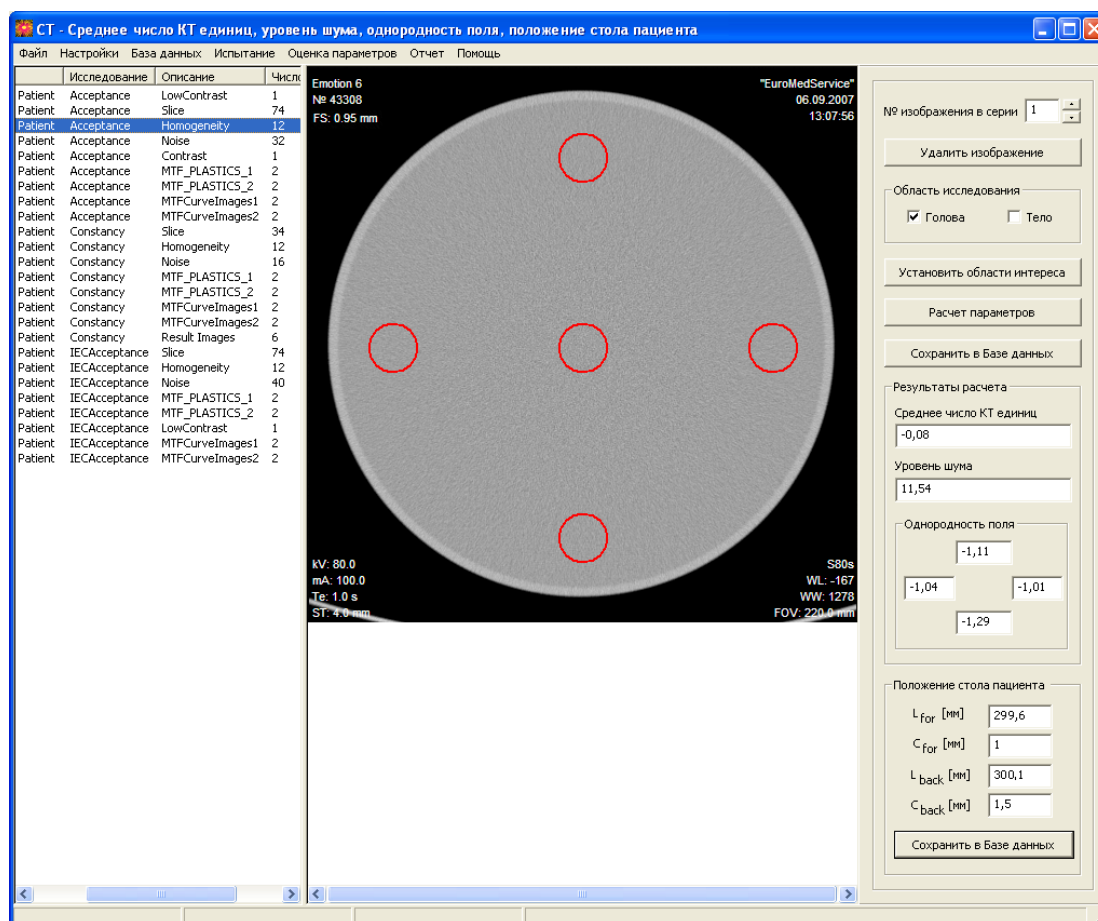 СТ - Среднее число КТ единиц, уровень шума, однородность поля, положение стола пациента
Файл Настройки База данных Испытание Оценка параметров Отчет Помощь
Исследование Описание Число
Patient Acceptance LowContrast 1
Patient Acceptance Slice 74
Patient Acceptance Homogeneity 12
Patient Acceptance Noise 32
Patient Acceptance Contrast 1
Patient Acceptance MTF_PLASTICS_1 2
Patient Acceptance MTF_PLASTICS_2 2
Patient Acceptance MTFCurveImages1 2
Patient Acceptance MTFCurveImages2 2
Patient Constancy Slice 34
Patient Constancy Homogeneity 12
Patient Constancy Noise 16
Patient Constancy MTF_PLASTICS_1 2
Patient Constancy MTF_PLASTICS_2 2
Patient Constancy MTFCurveImages1 2
Patient Constancy MTFCurveImages2 2
Patient Constancy Result Images 6
Patient IECAcceptance Slice 74
Patient IECAcceptance Homogeneity 12
Patient IECAcceptance Noise 40
Patient IECAcceptance MTF_PLASTICS_1 2
Patient IECAcceptance MTF_PLASTICS_2 2
Patient IECAcceptance LowContrast 1
Patient IECAcceptance MTFCurveImages1 2
Patient IECAcceptance MTFCurveImages2 2
Emotion 6
№ 43308
FS: 0.95 mm
"EuroMedService"
06.09.2007
13:07:56
kV: 80.0
mA: 100.0
Te: 1.0 s
ST: 4.0 mm
S80s
WL: -167
WW: 1278
FOV: 220.0 mm
№ изображения в серии 1
Удалить изображение
Область исследования
Голова Тело
Установить области интереса
Расчет параметров
Сохранить в Базе данных
Результаты расчета
Среднее число КТ единиц
-0,08
Уровень шума
11,54
Однородность поля
-1,11
-1,04 -1,01
-1,29
Положение стола пациента
L for [мм] 299,6
C for [мм] 1
L back [мм] 300,1
C back [мм] 1,5
Сохранить в Базе данных